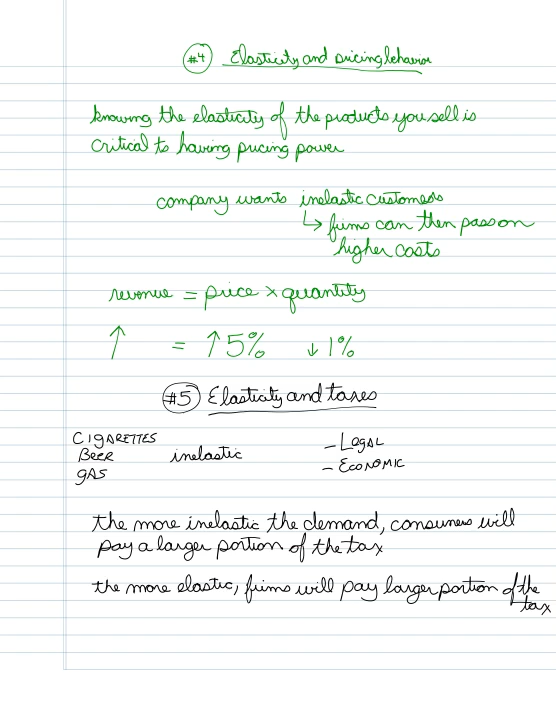 #4 Elasticity and pricing behavior
knowing the elasticity of the products you sell is
critical to having pricing power
company wants inelastic customers
↳ firms can then pass on
higher costs
revenue = price × quantity
↑ = ↑ 5% ↓ 1%
#5 Elasticity and taxes
CIGARETTES
BEER inelastic - LEGAL
GAS - ECONOMIC
the more inelastic the demand, consumers will
pay a larger portion of the tax
the more elastic, firms will pay larger portion of the
tax